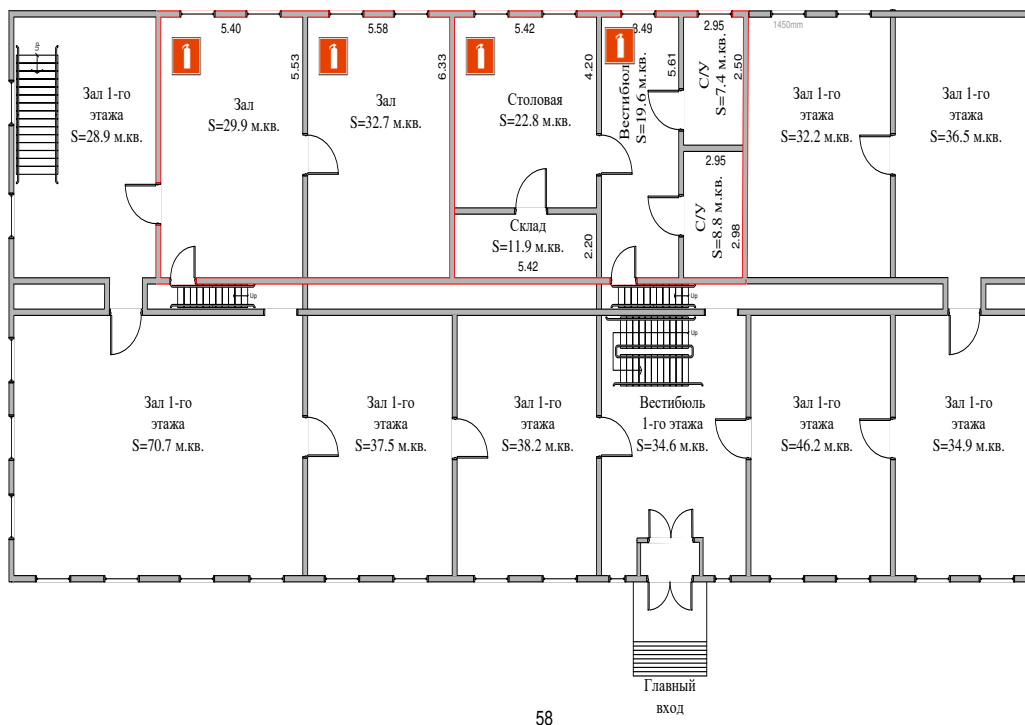 5.40
5.58
5.42
3.49
2.95
1450mm
Up
Зал 1-го
этажа
S=28.9 м.кв.
Зал
S=29.9 м.кв.
5.53
Зал
S=32.7 м.кв.
6.33
Столовая
S=22.8 м.кв.
4.20
Вестибюль
S=19.6 м.кв.
5.61
С/У
S=7.4 м.кв.
2.50
Зал 1-го
этажа
S=32.2 м.кв.
Зал 1-го
этажа
S=36.5 м.кв.
2.95
С/У
S=8.8 м.кв.
2.98
Склад
S=11.9 м.кв.
5.42
2.20
Up
Up
Up
Зал 1-го
этажа
S=70.7 м.кв.
Зал 1-го
этажа
S=37.5 м.кв.
Зал 1-го
этажа
S=38.2 м.кв.
Вестибюль
1-го этажа
S=34.6 м.кв.
Зал 1-го
этажа
S=46.2 м.кв.
Зал 1-го
этажа
S=34.9 м.кв.
Главный
вход
58